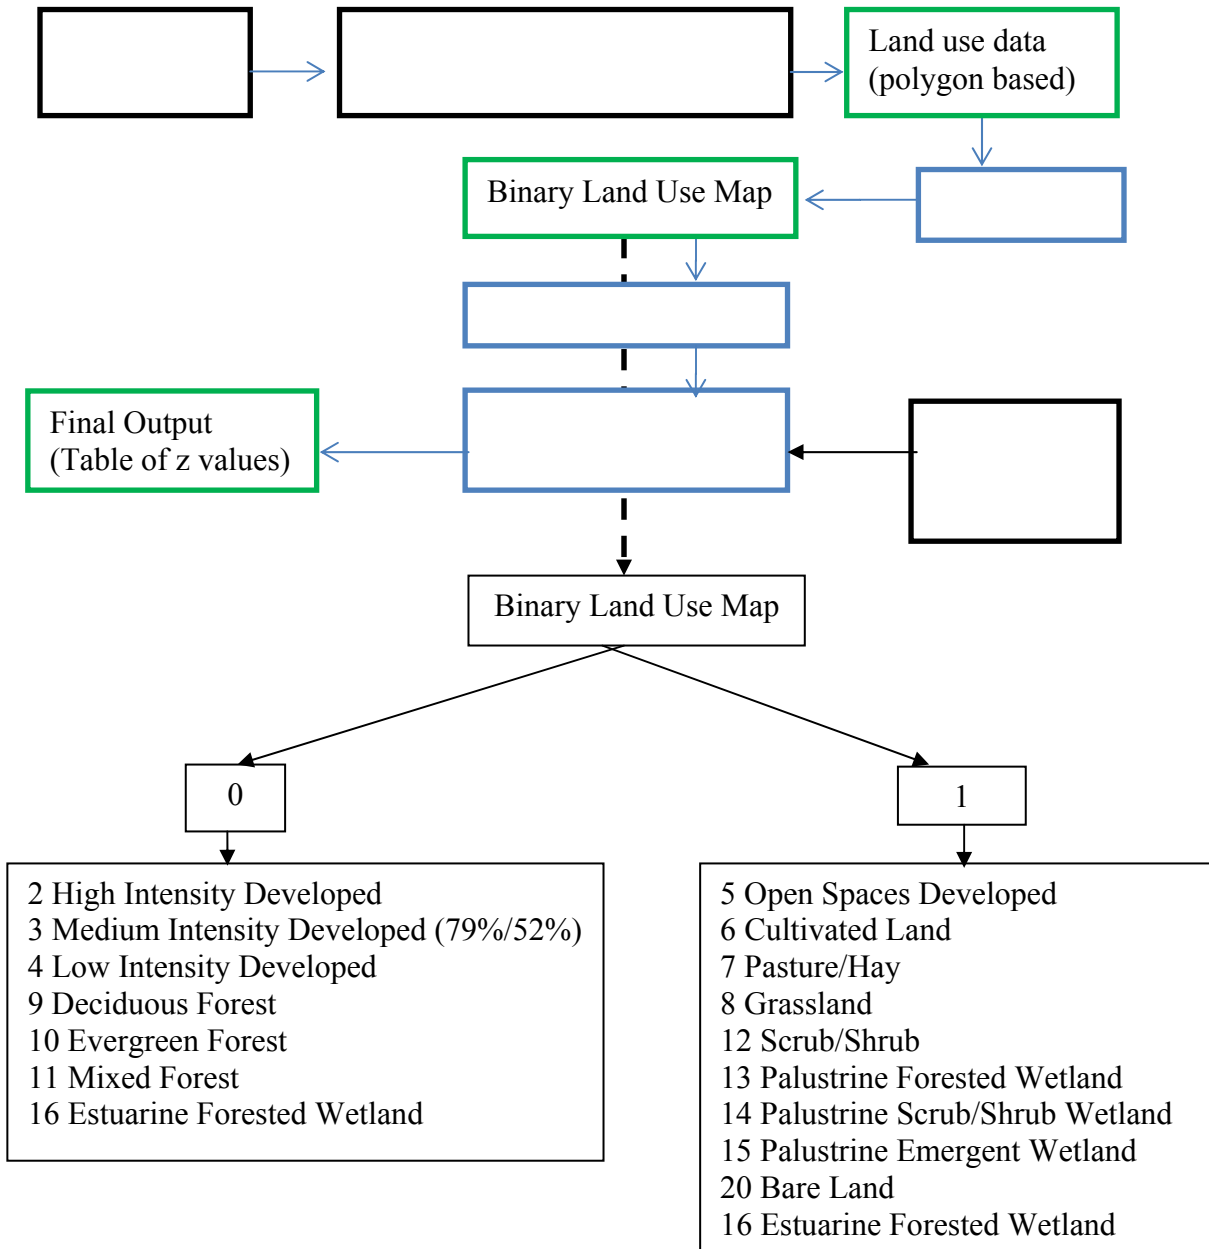 Land use data
(polygon based)
Binary Land Use Map
Final Output
(Table of z values)
Binary Land Use Map
0
1
2 High Intensity Developed
3 Medium Intensity Developed (79%/52%)
4 Low Intensity Developed
9 Deciduous Forest
10 Evergreen Forest
11 Mixed Forest
16 Estuarine Forested Wetland
5 Open Spaces Developed
6 Cultivated Land
7 Pasture/Hay
8 Grassland
12 Scrub/Shrub
13 Palustrine Forested Wetland
14 Palustrine Scrub/Shrub Wetland
15 Palustrine Emergent Wetland
20 Bare Land
16 Estuarine Forested Wetland